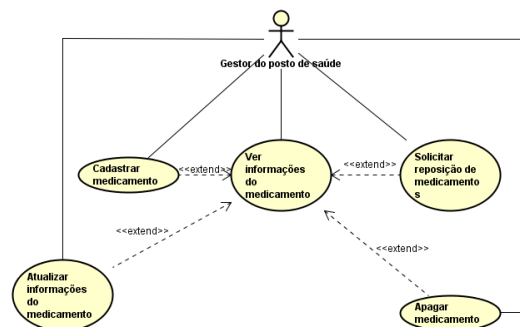 Gestor do posto de saúde
Cadastrar
medicamento
<<extend>>
Ver
informações
do
medicamento
<<extend>>
Solicitar
reposição de
medicamento
s
<<extend>>
<<extend>>
Atualizar
informações
do
medicamento
Apagar
medicamento